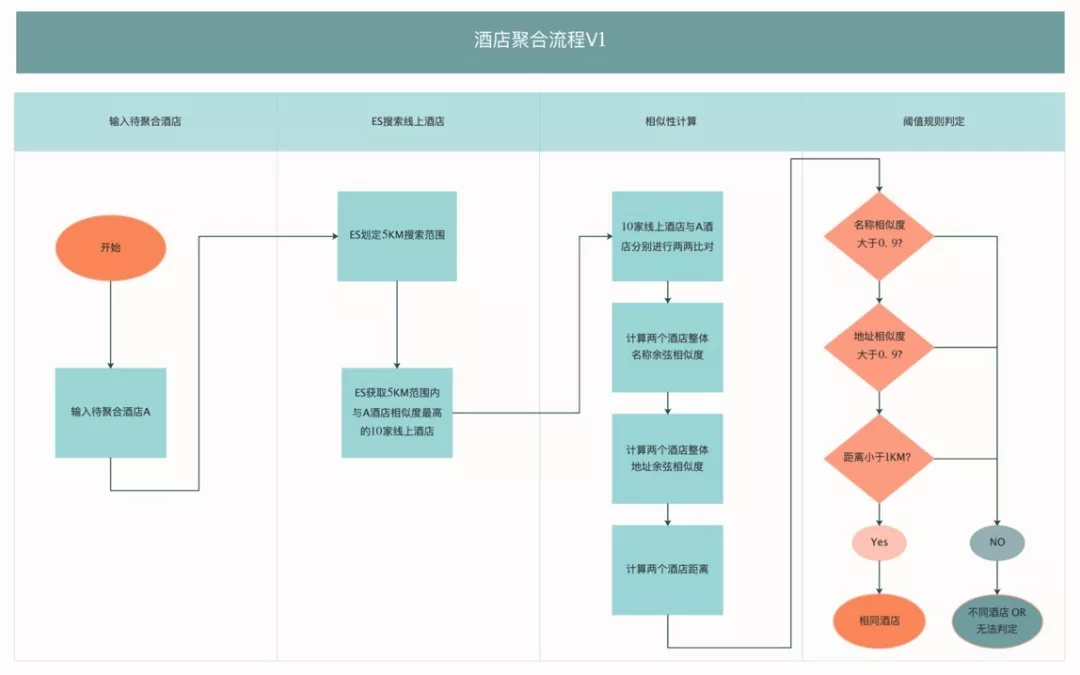 酒店聚合流程V1
输入待聚合酒店
ES搜索线上酒店
相似性计算
阈值规则判定
开始
输入待聚合酒店A
ES划定5KM搜索范围
ES获取5KM范围内
与A酒店相似度最高
的10家线上酒店
10家线上酒店与A酒
店分别进行两两比对
计算两个酒店整体
名称余弦相似度
计算两个酒店整体
地址余弦相似度
计算两个酒店距离
名称相似度
大于0. 9?
地址相似度
大于0. 9?
距离小于1KM?
Yes
相同酒店
NO
不同酒店 OR
无法判定